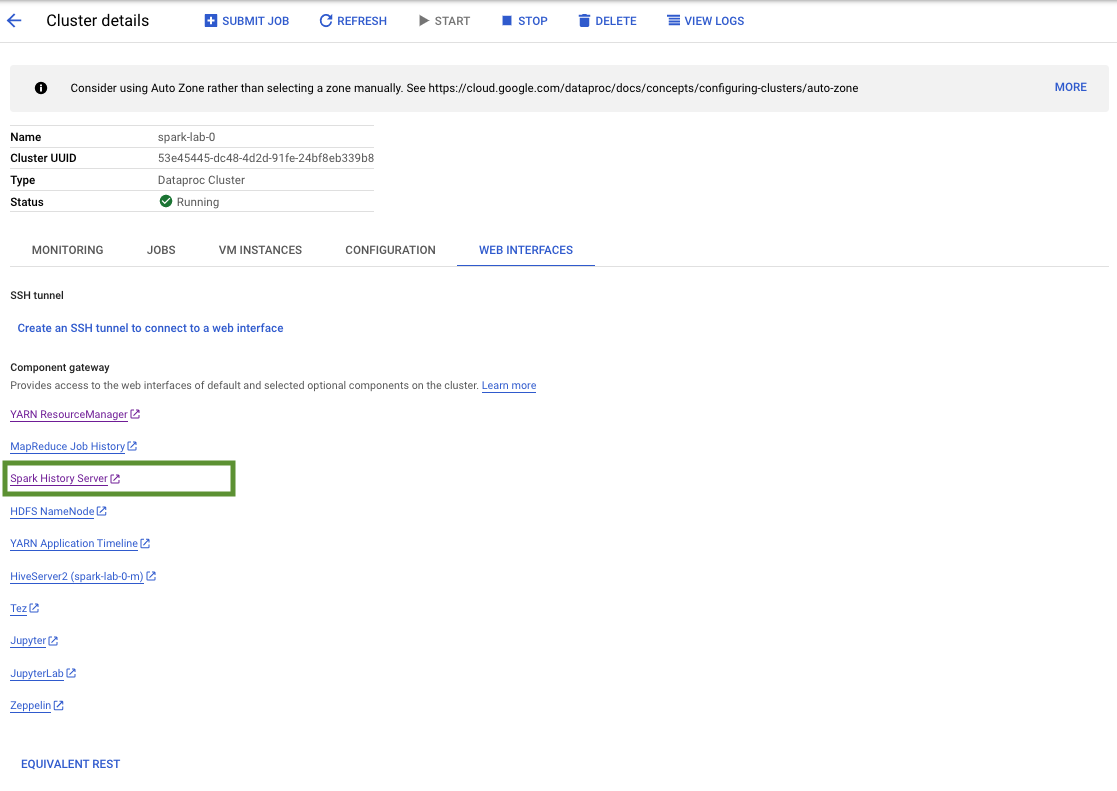 Cluster details SUBMIT JOB REFRESH START STOP DELETE VIEW LOGS
Consider using Auto Zone rather than selecting a zone manually. See https://cloud.google.com/dataproc/docs/concepts/configuring-clusters/auto-zone MORE
Name spark-lab-0
Cluster UUID 53e45445-dc48-4d2d-91fe-24bf8eb339b8
Type Dataproc Cluster
Status Running
MONITORING JOBS VM INSTANCES CONFIGURATION WEB INTERFACES
SSH tunnel
Create an SSH tunnel to connect to a web interface
Component gateway
Provides access to the web interfaces of default and selected optional components on the cluster. Learn more
YARN ResourceManager
MapReduce Job History
Spark History Server
HDFS NameNode
YARN Application Timeline
HiveServer2 (spark-lab-0-m)
Tez
Jupyter
JupyterLab
Zeppelin
EQUIVALENT REST